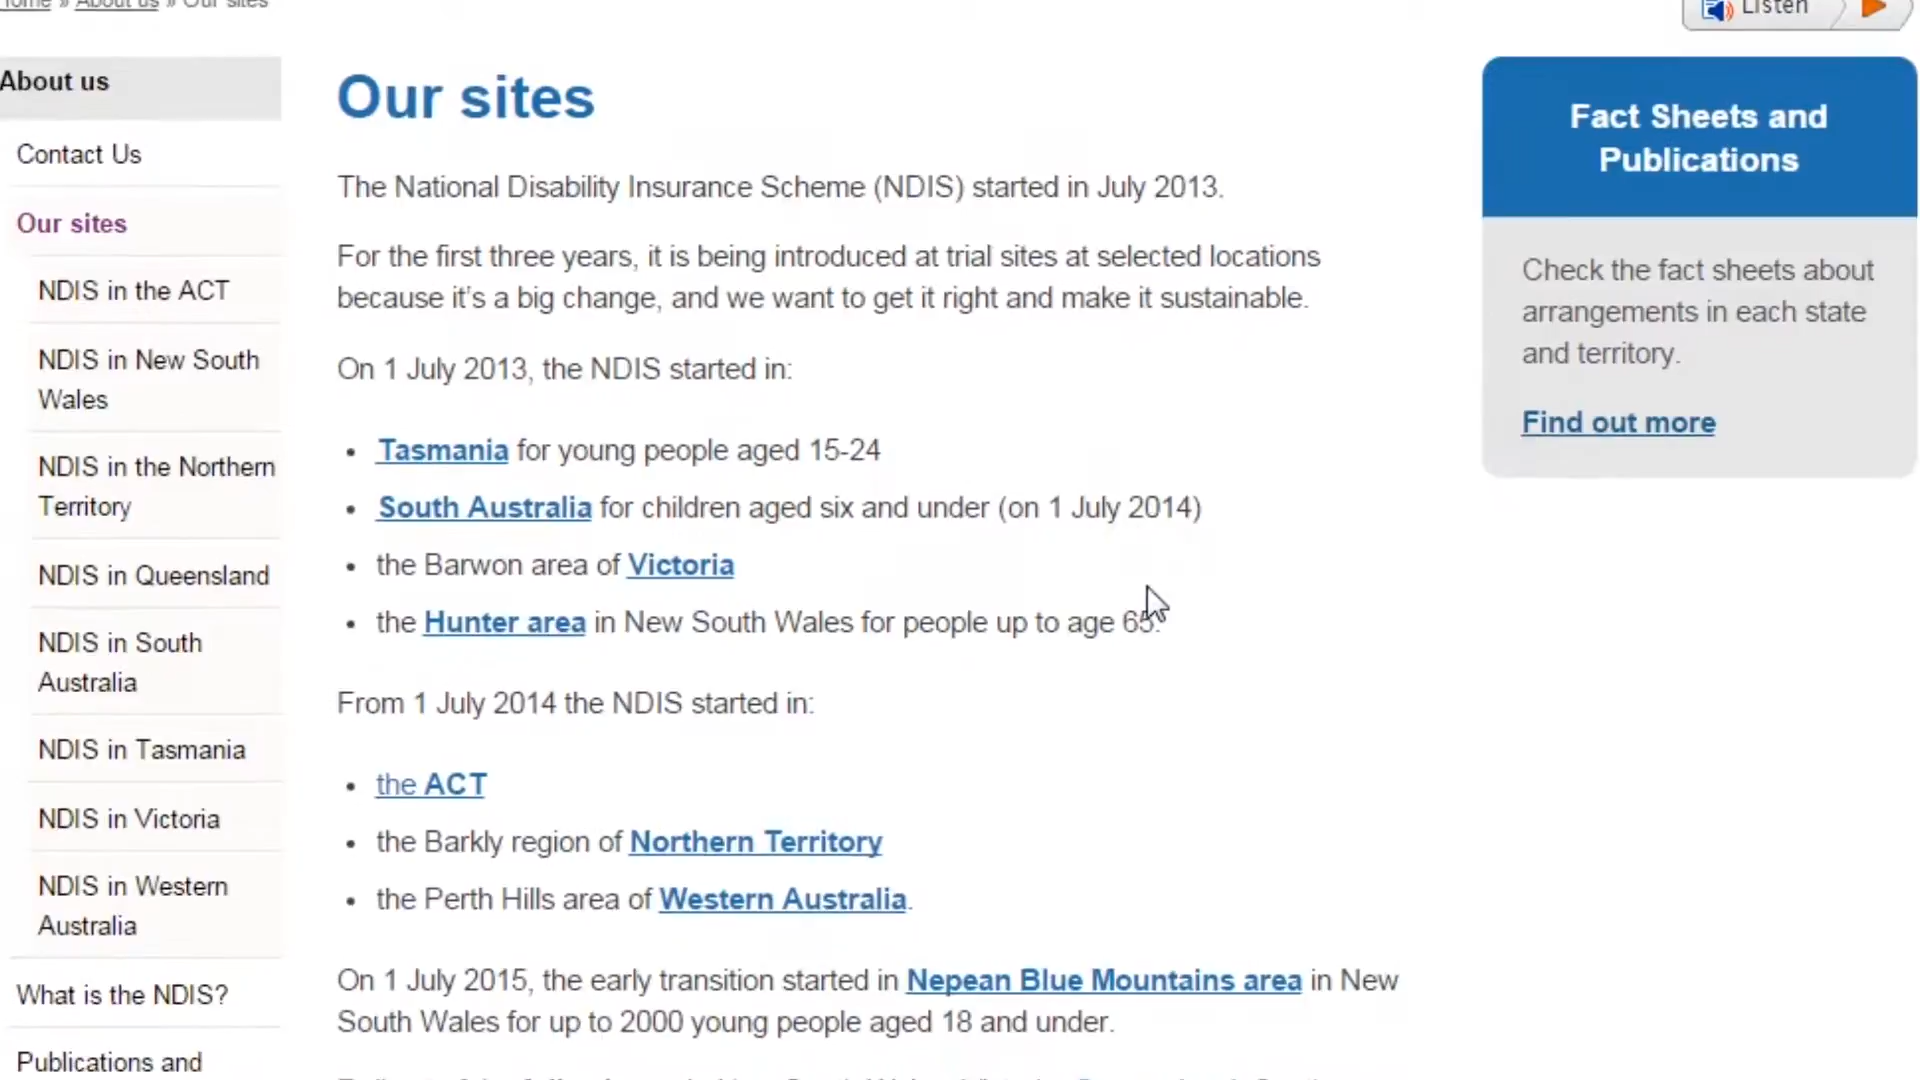 Home » About us » Our sites
Listen
About us
Contact Us
Our sites
NDIS in the ACT
NDIS in New South
Wales
NDIS in the Northern
Territory
NDIS in Queensland
NDIS in South
Australia
NDIS in Tasmania
NDIS in Victoria
NDIS in Western
Australia
What is the NDIS?
Publications and
Our sites
The National Disability Insurance Scheme (NDIS) started in July 2013.
For the first three years, it is being introduced at trial sites at selected locations
because it's a big change, and we want to get it right and make it sustainable.
On 1 July 2013, the NDIS started in:
• Tasmania for young people aged 15-24
• South Australia for children aged six and under (on 1 July 2014)
• the Barwon area of Victoria
• the Hunter area in New South Wales for people up to age 65.
From 1 July 2014 the NDIS started in:
• the ACT
• the Barkly region of Northern Territory
• the Perth Hills area of Western Australia.
On 1 July 2015, the early transition started in Nepean Blue Mountains area in New
South Wales for up to 2000 young people aged 18 and under.
Fact Sheets and
Publications
Check the fact sheets about
arrangements in each state
and territory.
Find out more